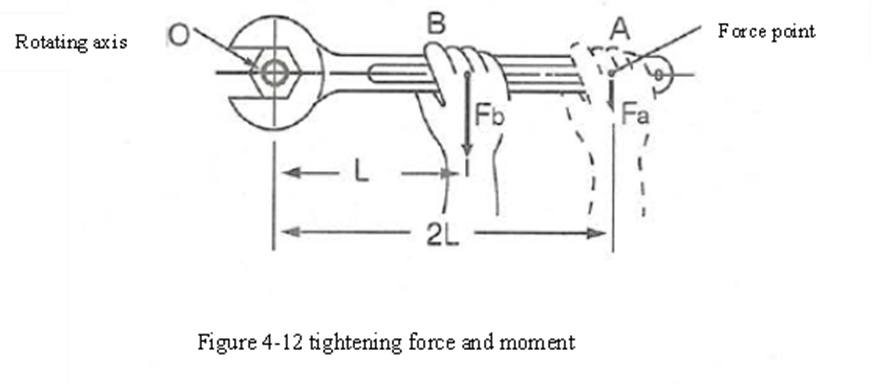 Rotating axis
O
B
A
Force point
Fb
Fa
L
2L
Figure 4-12 tightening force and moment